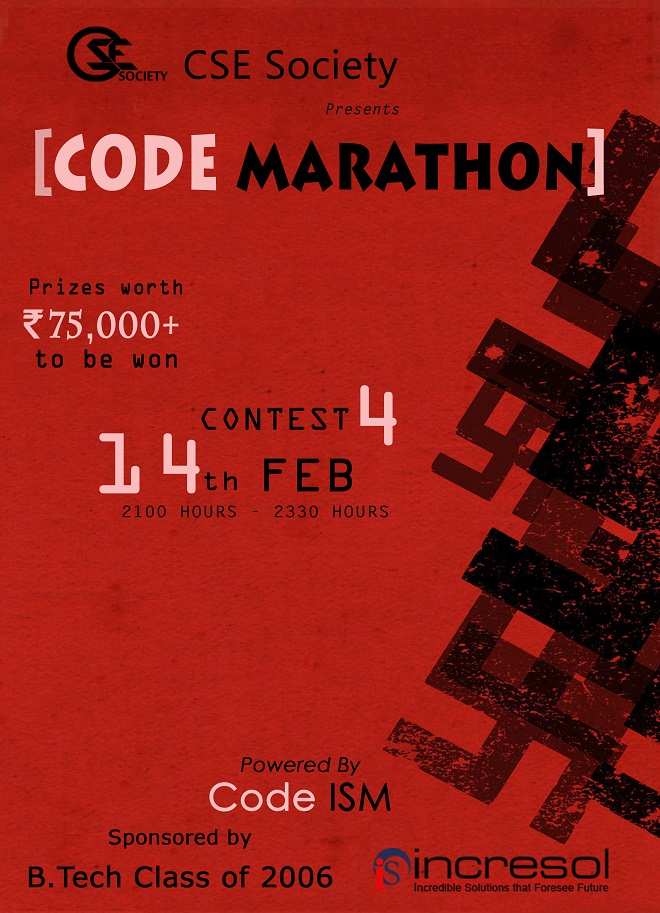 CSE SOCIETY CSE Society
Presents
[CODE MARATHON]
Prizes worth
₹75,000+
to be won
CONTEST 4
14th FEB
2100 HOURS - 2330 HOURS
Powered By
Code ISM
Sponsored by
B.Tech Class of 2006
is incresol
Incredible Solutions that Foresee Future